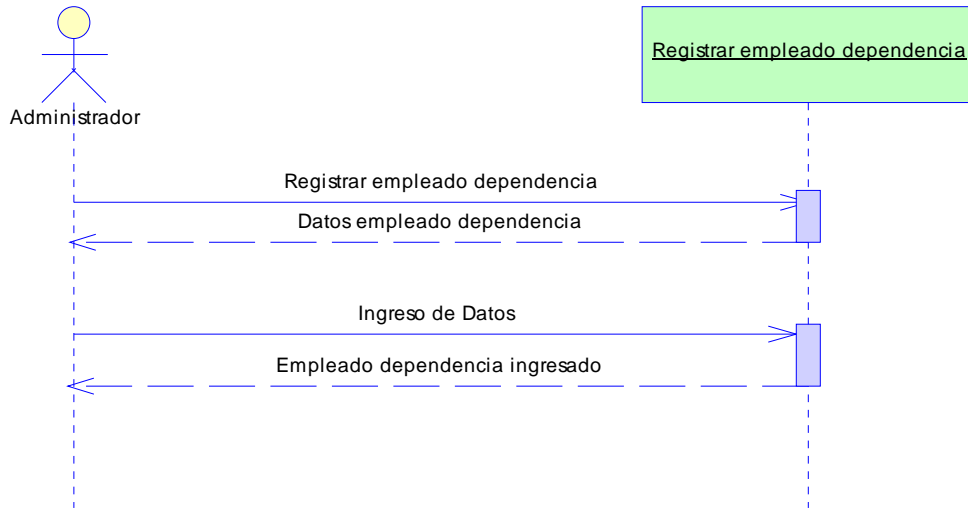 Registrar empleado dependencia
Administrador
Registrar empleado dependencia
Datos empleado dependencia
Ingreso de Datos
Empleado dependencia ingresado